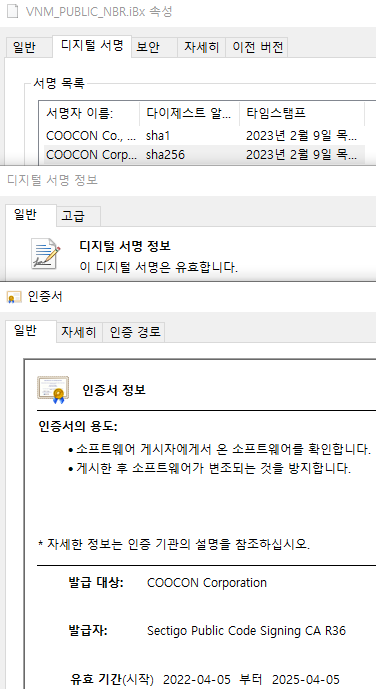 VNM_PUBLIC_NBR.iBx 속성
일반 디지털 서명 보안 자세히 이전 버전
서명 목록
서명자 이름: 다이제스트 알... 타임스탬프
COOCON Co., ... sha1 2023년 2월 9일 목...
COOCON Corp... sha256 2023년 2월 9일 목...
디지털 서명 정보
일반 고급
디지털 서명 정보
이 디지털 서명은 유효합니다.
인증서
일반 자세히 인증 경로
인증서 정보
인증서의 용도:
• 소프트웨어 게시자에게서 온 소프트웨어를 확인합니다.
• 게시한 후 소프트웨어가 변조되는 것을 방지합니다.
* 자세한 정보는 인증 기관의 설명을 참조하십시오.
발급 대상: COOCON Corporation
발급자: Sectigo Public Code Signing CA R36
유효 기간(시작) 2022-04-05 부터 2025-04-05